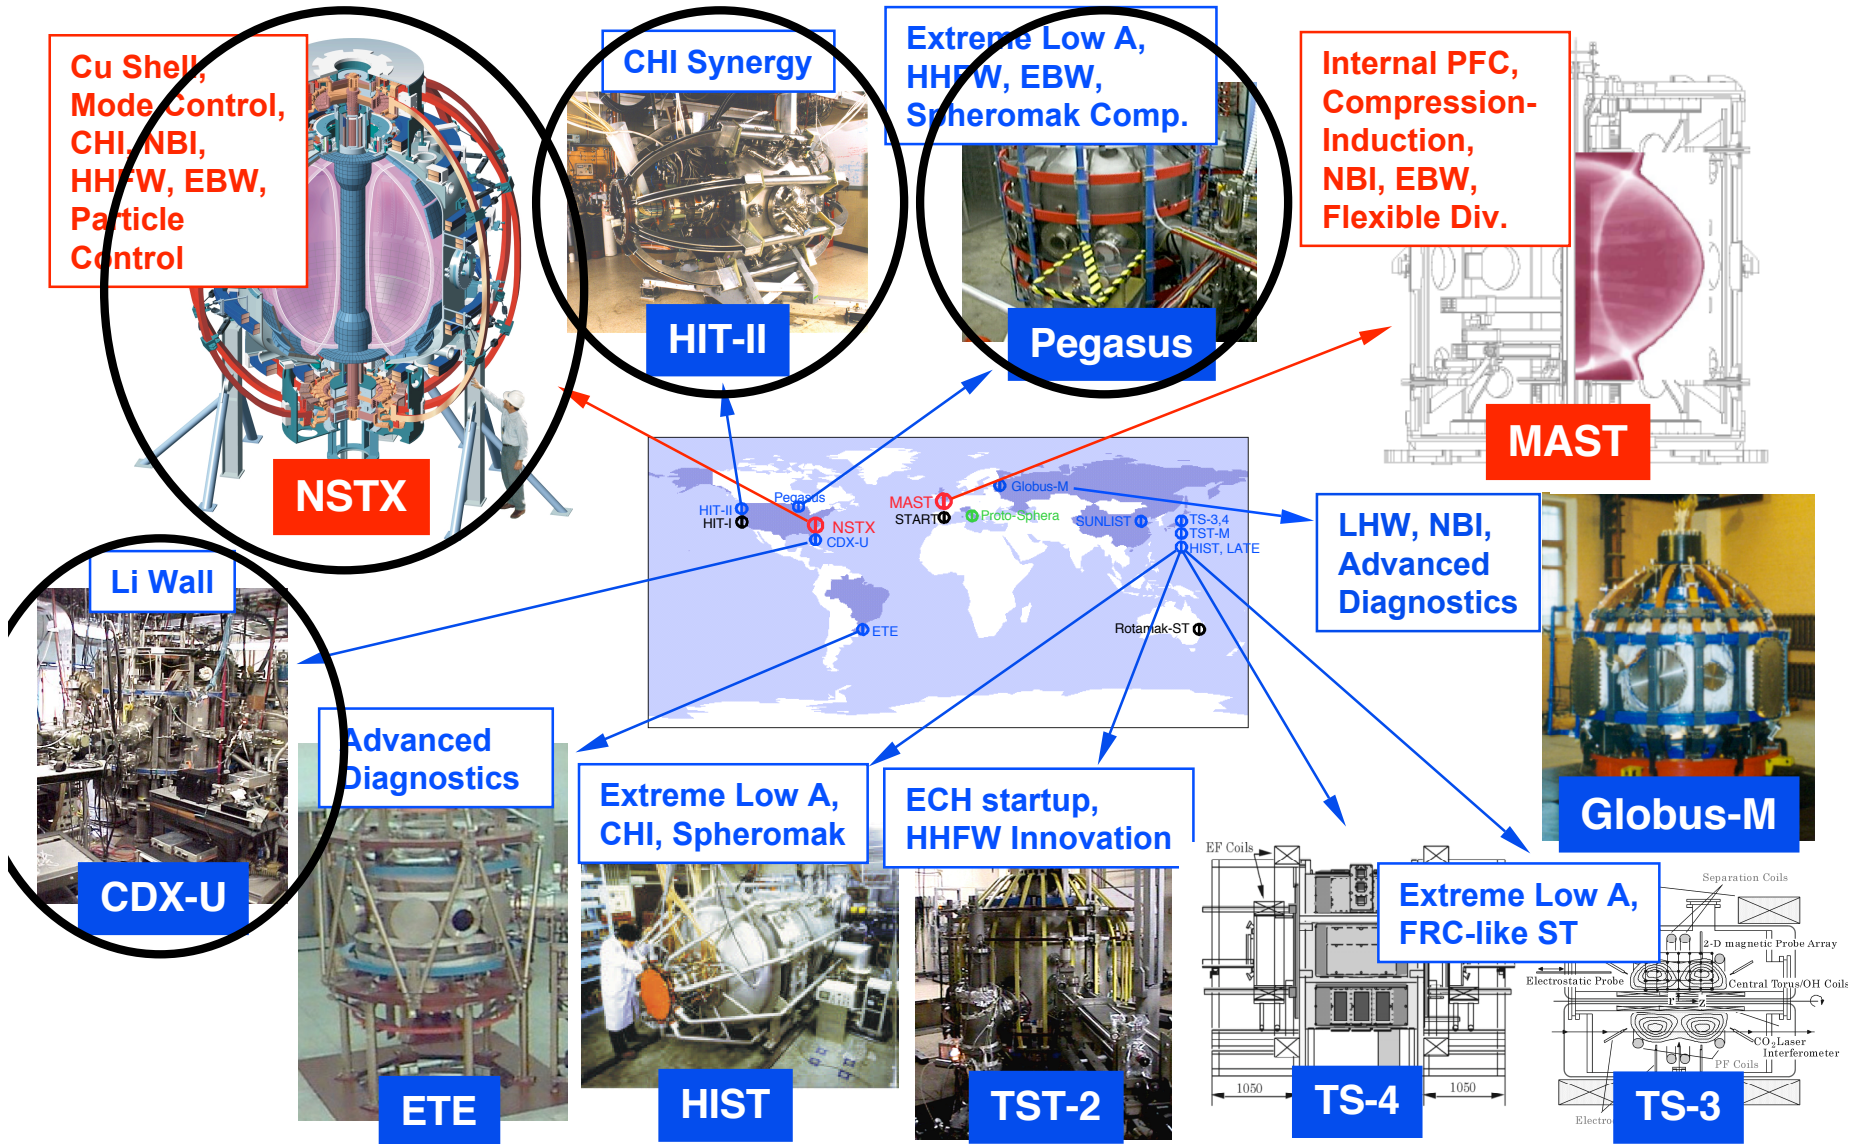 Cu Shell,
Mode Control,
CHI, NBI,
HHFW, EBW,
Particle
Control
NSTX
CHI Synergy
HIT-II
Extreme Low A,
HHFW, EBW,
Spheromak Comp.
Pegasus
Internal PFC,
Compression-
Induction,
NBI, EBW,
Flexible Div.
MAST
HIT-II
HIT-I
Pegasus
NSTX
CDX-U
MAST
START
Globus-M
Proto-Sphera
SUNLIST
TS-3,4
TST-M
HIST, LATE
ETE
Rotamak-ST
LHW, NBI,
Advanced
Diagnostics
Globus-M
Li Wall
CDX-U
Advanced
Diagnostics
ETE
Extreme Low A,
CHI, Spheromak
HIST
ECH startup,
HHFW Innovation
TST-2
EF Coils
1050
1050
TS-4
Extreme Low A,
FRC-like ST
Separation Coils
2-D magnetic Probe Array
Electrostatic Probe
Central Torus/OH Coils
r
z
CO2Laser
Interferometer
PF Coils
TS-3